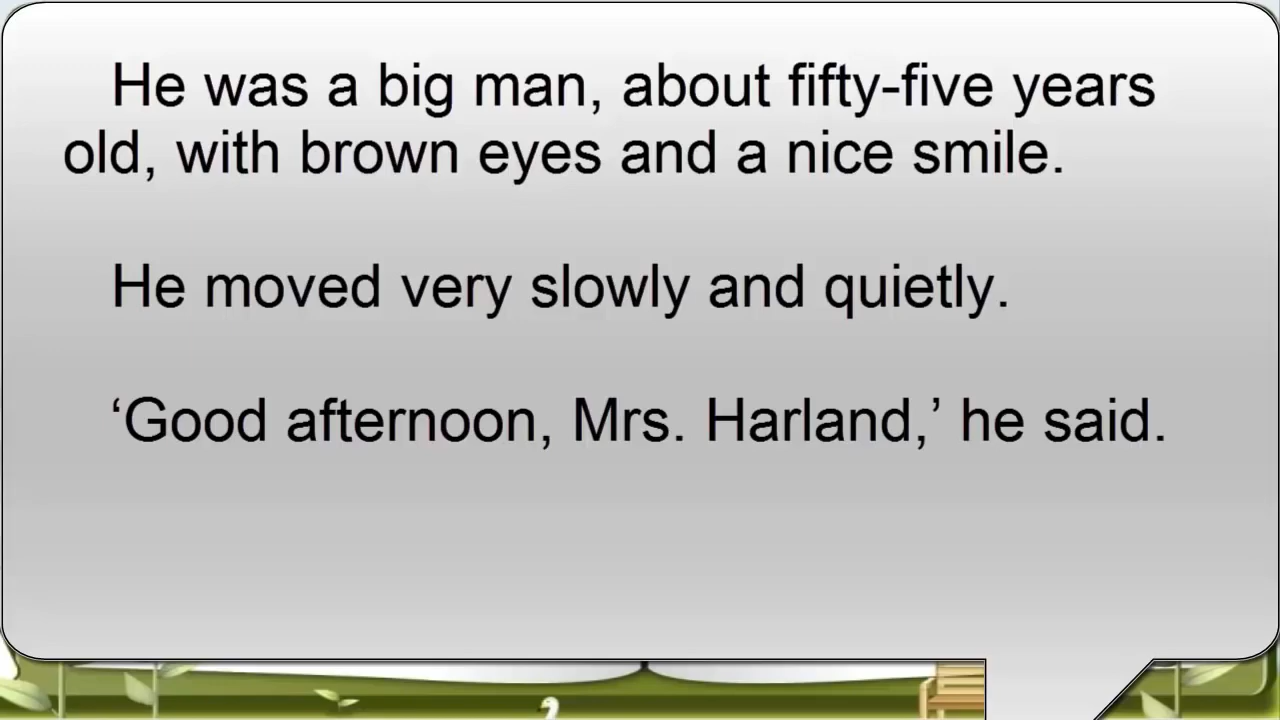 He was a big man, about fifty-five years
old, with brown eyes and a nice smile.
He moved very slowly and quietly.
‘Good afternoon, Mrs. Harland,’ he said.